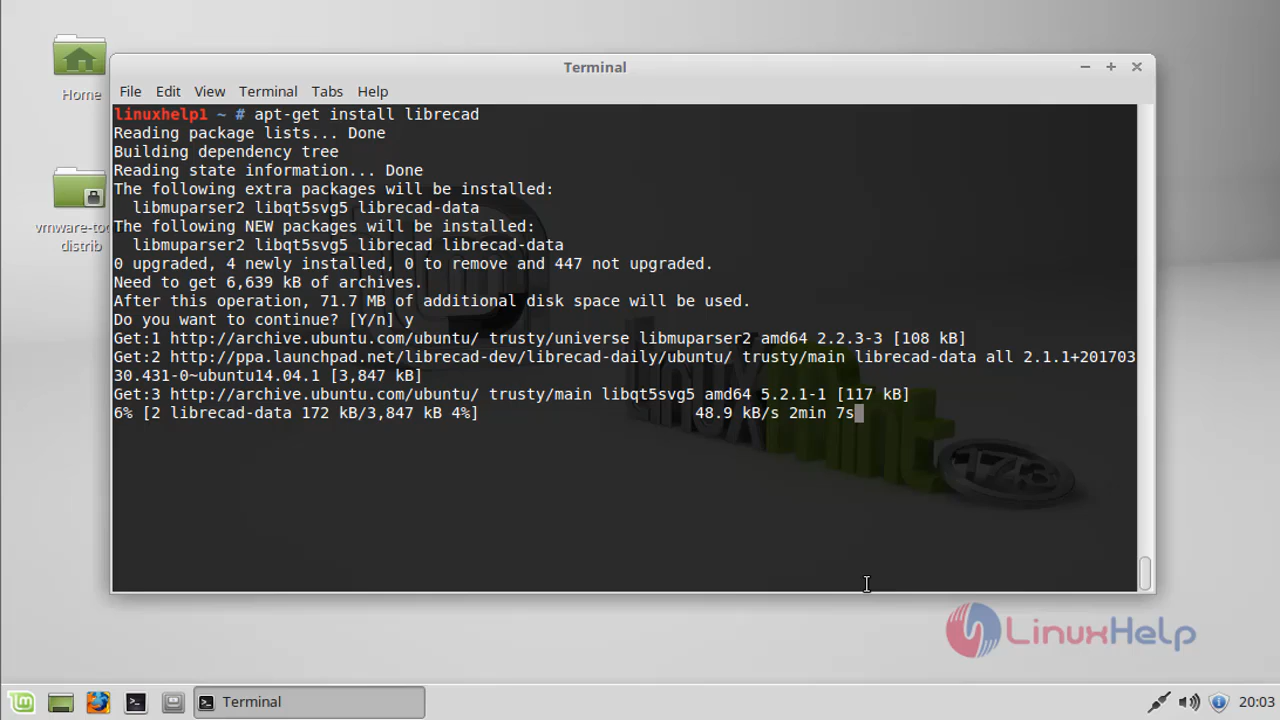 Terminal
File Edit View Terminal Tabs Help
Home
vmware-too
distrib
linuxhelp1 ~ # apt-get install librecad
Reading package lists... Done
Building dependency tree
Reading state information... Done
The following extra packages will be installed:
  libmuparser2 libqt5svg5 librecad-data
The following NEW packages will be installed:
  libmuparser2 libqt5svg5 librecad librecad-data
0 upgraded, 4 newly installed, 0 to remove and 447 not upgraded.
Need to get 6,639 kB of archives.
After this operation, 71.7 MB of additional disk space will be used.
Do you want to continue? [Y/n] y
Get:1 http://archive.ubuntu.com/ubuntu/ trusty/universe libmuparser2 amd64 2.2.3-3 [108 kB]
Get:2 http://ppa.launchpad.net/librecad-dev/librecad-daily/ubuntu/ trusty/main librecad-data all 2.1.1+201703
30.431-0~ubuntu14.04.1 [3,847 kB]
Get:3 http://archive.ubuntu.com/ubuntu/ trusty/main libqt5svg5 amd64 5.2.1-1 [117 kB]
6% [2 librecad-data 172 kB/3,847 kB 4%] 48.9 kB/s 2min 7s
Linux Mint
17.3
LinuxHelp
Terminal
20:03